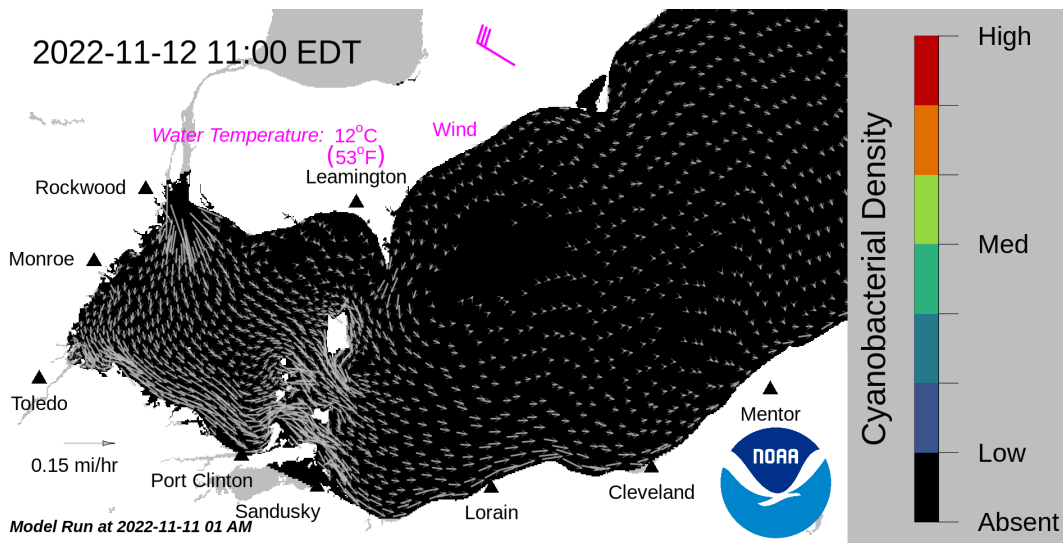 2022-11-12 11:00 EDT
Water Temperature: 12°C
(53°F)
Wind
Leamington
Rockwood
Monroe
Toledo
0.15 mi/hr
Port Clinton
Sandusky
Lorain
Cleveland
Mentor
NOAA
Model Run at 2022-11-11 01 AM
Cyanobacterial Density
High
Med
Low
Absent